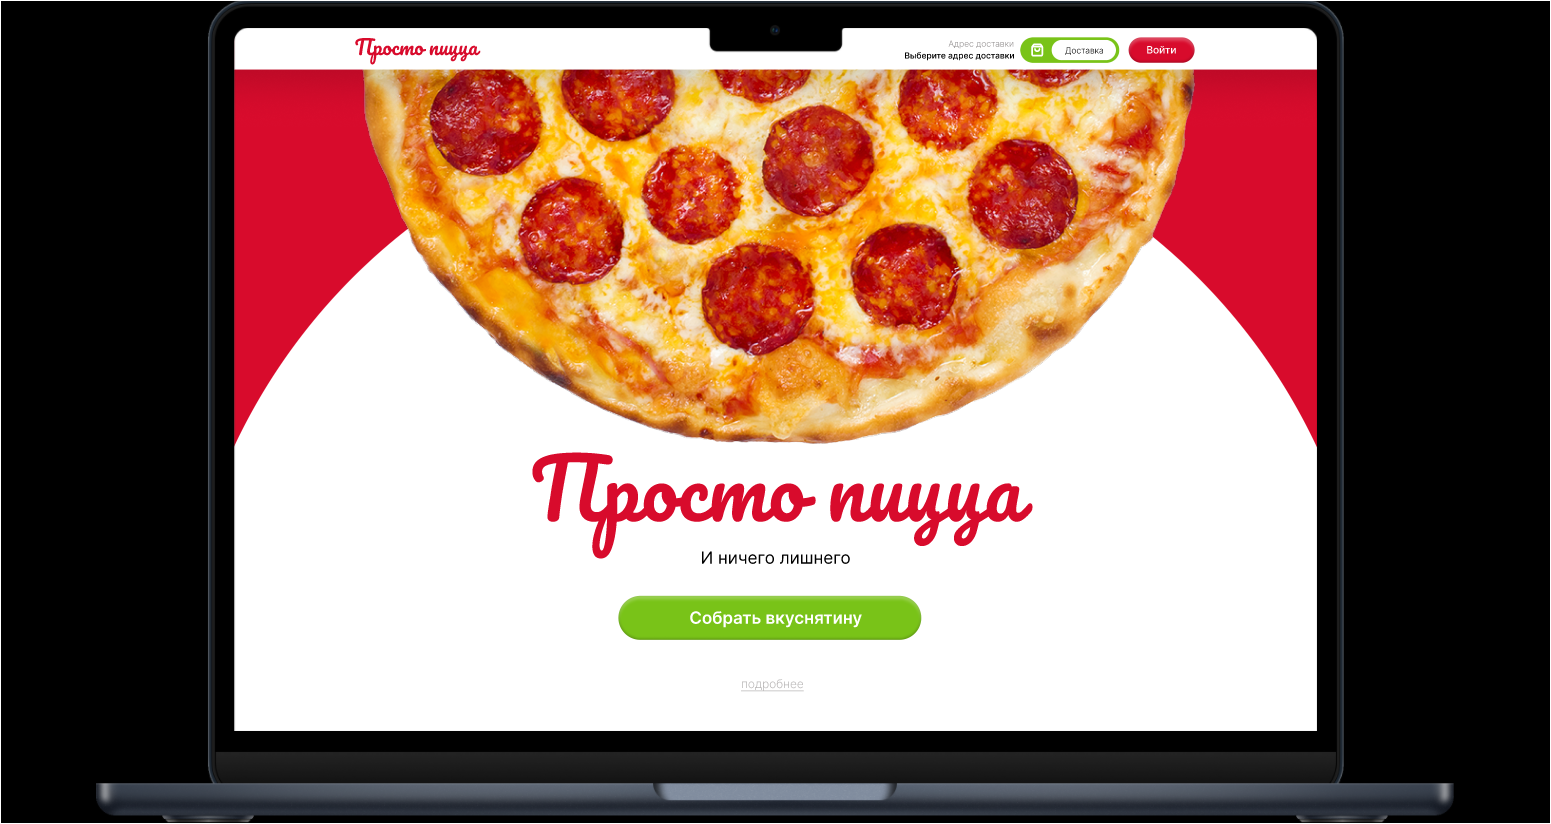 Просто пицца
Адрес доставки
Выберите адрес доставки
Доставка
Войти
Просто пицца
И ничего лишнего
Собрать вкуснятину
подробнее